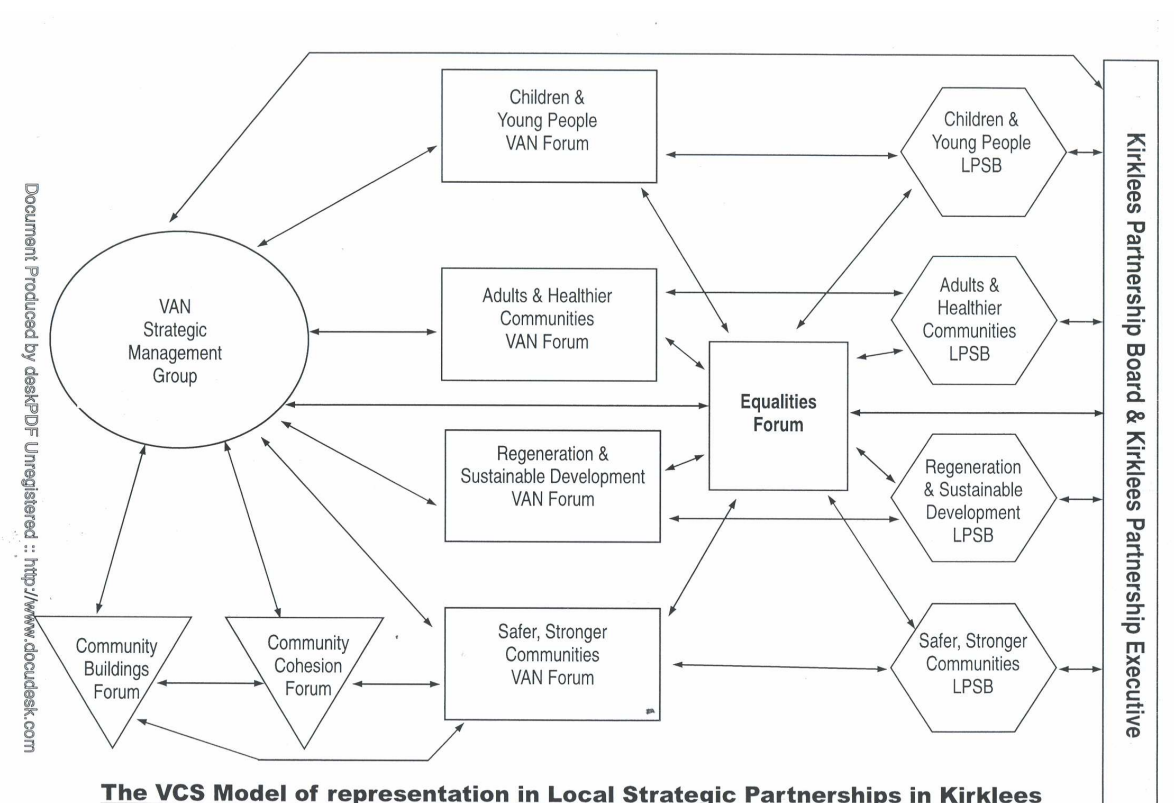 Children &
Young People
VAN Forum
Children &
Young People
LPSB
VAN
Strategic
Management
Group
Adults & Healthier
Communities
VAN Forum
Adults &
Healthier
Communities
LPSB
Equalities
Forum
Regeneration &
Sustainable Development
VAN Forum
Regeneration
& Sustainable
Development
LPSB
Community
Buildings
Forum
Community
Cohesion
Forum
Safer, Stronger
Communities
VAN Forum
Safer, Stronger
Communities
LPSB
Kirklees Partnership Board & Kirklees Partnership Executive
Document Produced by deskPDF Unregistered :: http://www.docudesk.com
The VCS Model of representation in Local Strategic Partnerships in Kirklees